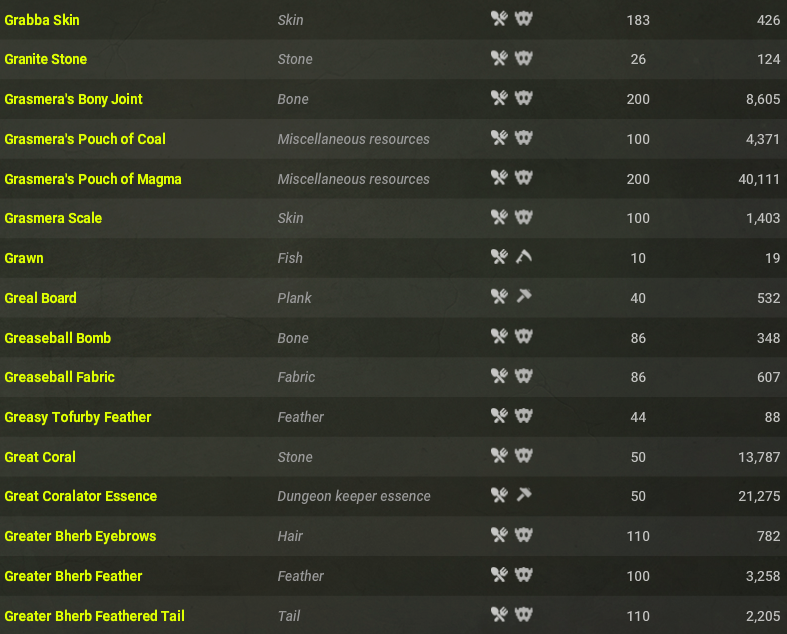 Grabba Skin Skin 183 426
Granite Stone Stone 26 124
Grasmera's Bony Joint Bone 200 8,605
Grasmera's Pouch of Coal Miscellaneous resources 100 4,371
Grasmera's Pouch of Magma Miscellaneous resources 200 40,111
Grasmera Scale Skin 100 1,403
Grawn Fish 10 19
Greal Board Plank 40 532
Greaseball Bomb Bone 86 348
Greaseball Fabric Fabric 86 607
Greasy Tofurby Feather Feather 44 88
Great Coral Stone 50 13,787
Great Coralator Essence Dungeon keeper essence 50 21,275
Greater Bherb Eyebrows Hair 110 782
Greater Bherb Feather Feather 100 3,258
Greater Bherb Feathered Tail Tail 110 2,205